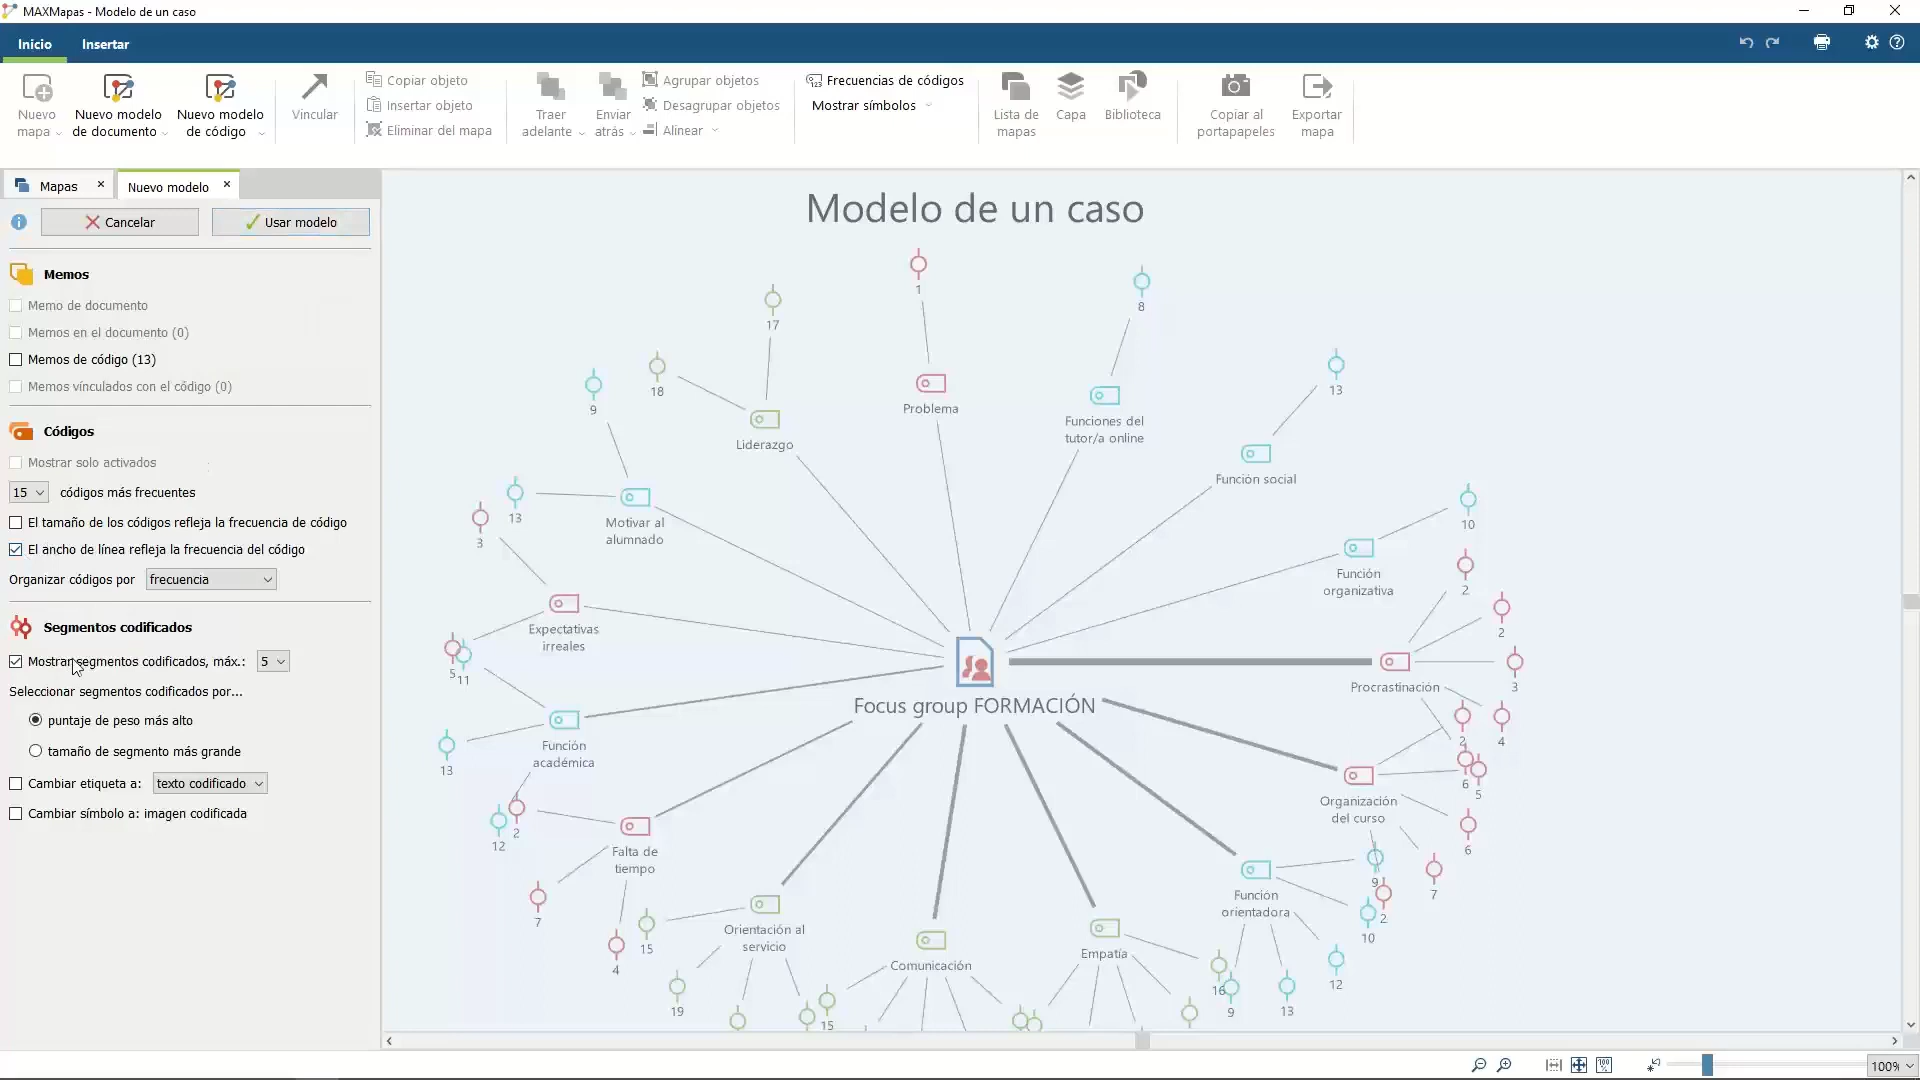 MAXMapas - Modelo de un caso
Inicio
Insertar
Nuevo
mapa
Nuevo modelo
de documento
Nuevo modelo
de código
Vincular
Copiar objeto
Insertar objeto
Eliminar del mapa
Traer
adelante
Enviar
atrás
Agrupar objetos
Desagrupar objetos
Alinear
Frecuencias de códigos
Mostrar símbolos
Lista de
mapas
Capa
Biblioteca
Copiar al
portapapeles
Exportar
mapa
Mapas
Nuevo modelo
Cancelar
Usar modelo
Memos
Memo de documento
Memos en el documento (0)
Memos de código (13)
Memos vínculados con el código (0)
Códigos
Mostrar solo activados
15 códigos más frecuentes
El tamaño de los códigos refleja la frecuencia de código
El ancho de línea refleja la frecuencia del código
Organizar códigos por frecuencia
Segmentos codificados
Mostrar segmentos codificados, máx.: 5
Seleccionar segmentos codificados por...
puntaje de peso más alto
tamaño de segmento más grande
Cambiar etiqueta a: texto codificado
Cambiar símbolo a: imagen codificada
Modelo de un caso
1
8
17
13
18
9
Problema
Funciones del
tutor/a online
Liderazgo
Función social
13
3
Motivar al
alumnado
10
Función
organizativa
2
Expectativas
irreales
2
5
11
Procrastinación
3
Focus group FORMACIÓN
Función
académica
13
2
4
6
5
Organización
del curso
2
12
Falta de
tiempo
6
7
9
7
Función
orientadora
2
10
Orientación al
servicio
15
Comunicación
Empatía
4
12
16
19
15
9
13
100%